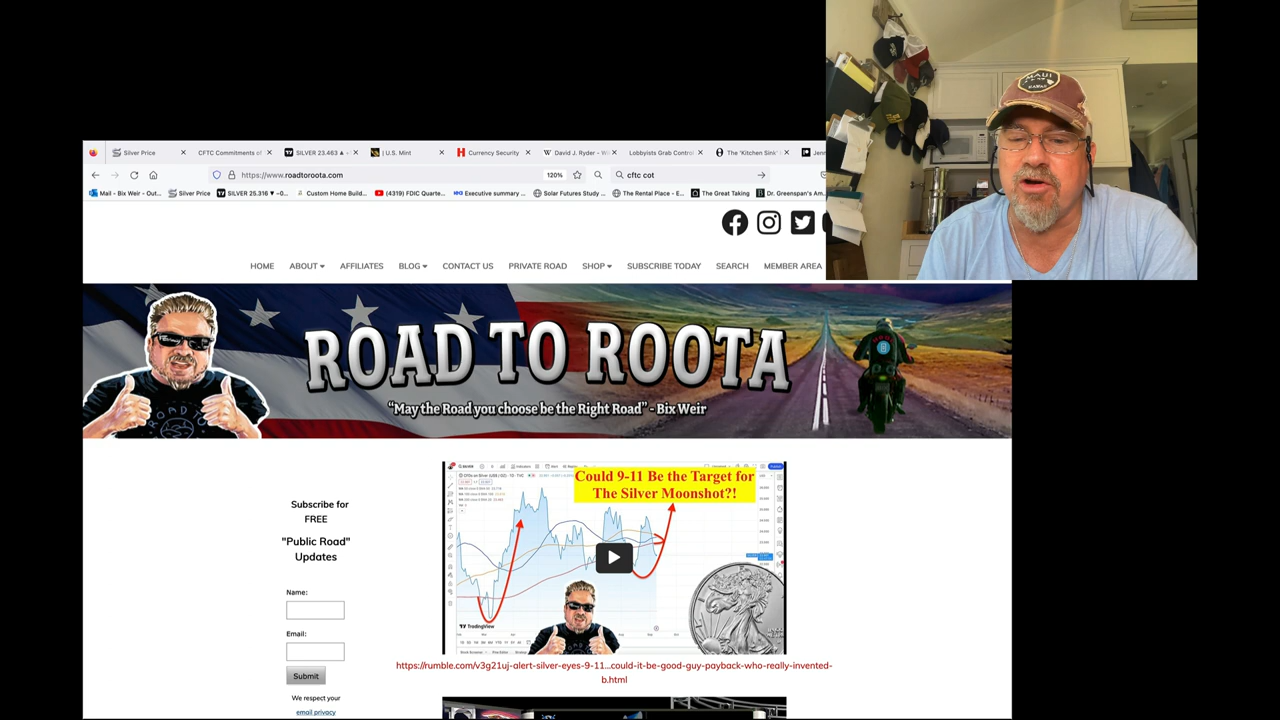 Silver Price
CFTC Commitments of
SILVER 23.463 ▲
| U.S. Mint
Currency Security
David J. Ryder - Wi
Lobbyists Grab Control
The 'Kitchen Sink'
Jenn
https://www.roadtoroota.com
120%
cftc cot
Mail - Bix Weir - Out...
Silver Price
SILVER 25.316 ▼ −0...
Custom Home Build...
(4319) FDIC Quarte...
Executive summary ...
Solar Futures Study ...
The Rental Place - E...
The Great Taking
Dr. Greenspan's Am...
MAUI
HAWAII
HOME
ABOUT
AFFILIATES
BLOG
CONTACT US
PRIVATE ROAD
SHOP
SUBSCRIBE TODAY
SEARCH
MEMBER AREA
ROAD TO ROOTA
“May the Road you choose be the Right Road” - Bix Weir
Could 9-11 Be the Target for
The Silver Moonshot?!
TradingView
Subscribe for
FREE
"Public Road"
Updates
Name:
Email:
Submit
We respect your
email privacy
https://rumble.com/v3g21uj-alert-silver-eyes-9-11...could-it-be-good-guy-payback-who-really-invented-
b.html